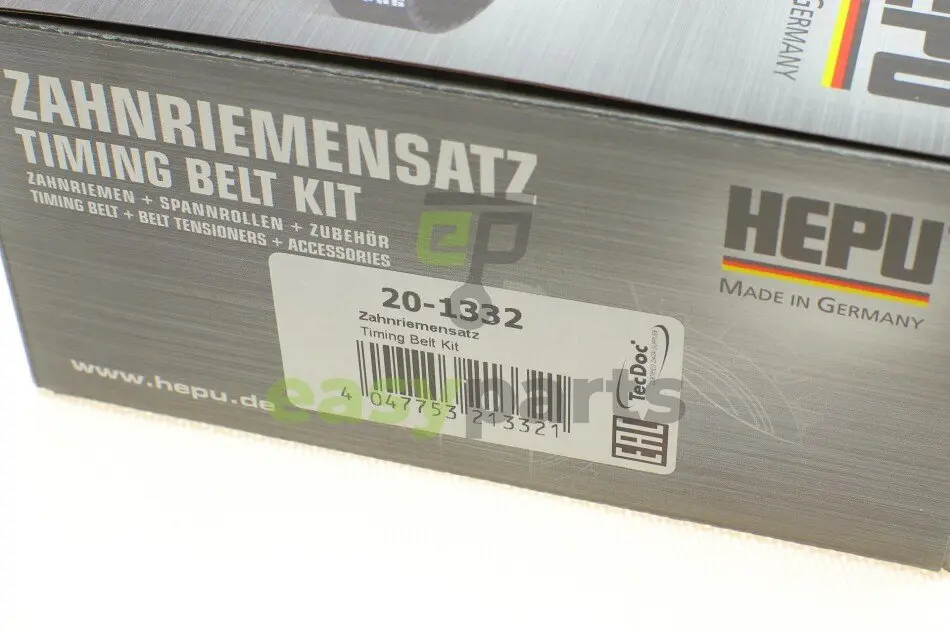 GERMANY
ZAHNRIEMENSATZ
TIMING BELT KIT
ZAHNRIEMEN + SPANNROLLEN + ZUBEHÖR
TIMING BELT + BELT TENSIONERS + ACCESSORIES
HEPU
MADE IN GERMANY
ep
20-1332
Zahnriemensatz
Timing Belt Kit
4 047753 213321
TecDoc
EAC
www.hepu.de
easyparts